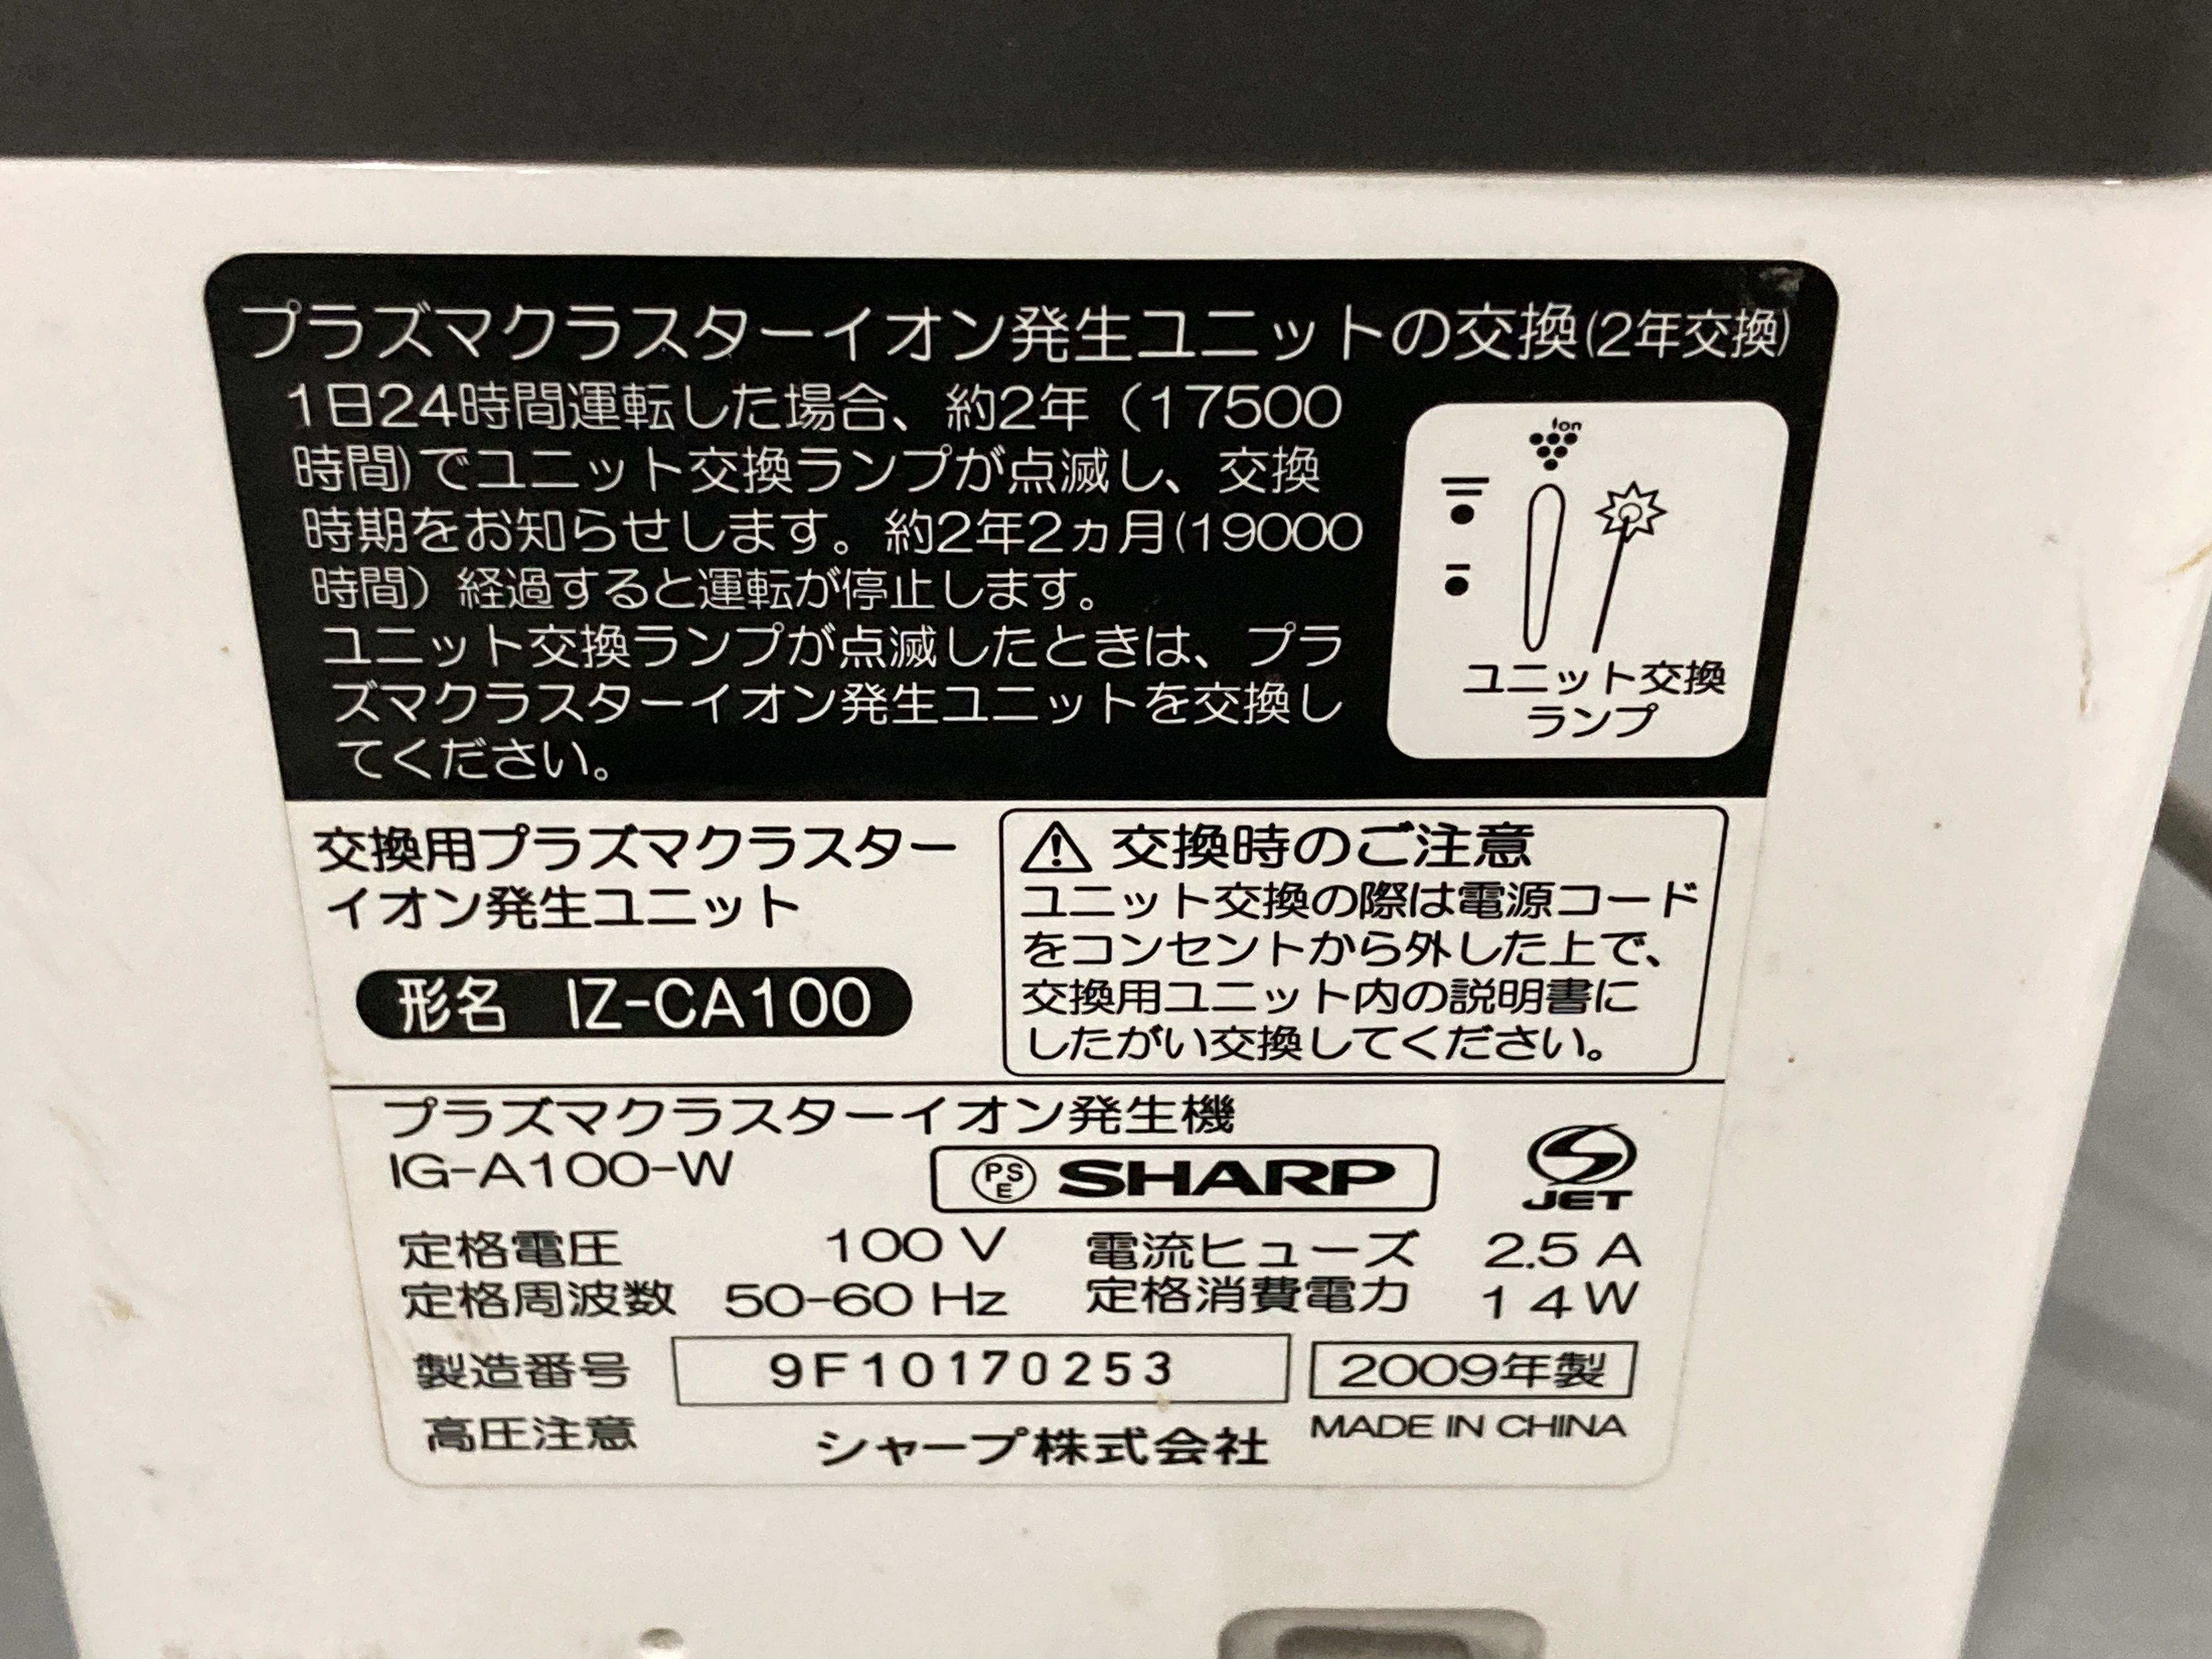 プラズマクラスターイオン発生ユニットの交換(2年交換)
1日24時間運転した場合、約2年（17500
時間)でユニット交換ランプが点滅し、交換
時期をお知らせします。約2年2ヵ月(19000
時間）経過すると運転が停止します。
ユニット交換ランプが点滅したときは、プラ
ズマクラスターイオン発生ユニットを交換し
てください。
Ion
ユニット交換
ランプ
交換用プラズマクラスター
イオン発生ユニット
形名 IZ-CA100
交換時のご注意
ユニット交換の際は電源コード
をコンセントから外した上で、
交換用ユニット内の説明書に
したがい交換してください。
プラズマクラスターイオン発生機
IG-A100-W
PSE SHARP
JET
定格電圧 100 V 電流ヒューズ 2.5 A
定格周波数 50-60 Hz 定格消費電力 14 W
製造番号 9F10170253 2009年製
高圧注意 シャープ株式会社 MADE IN CHINA